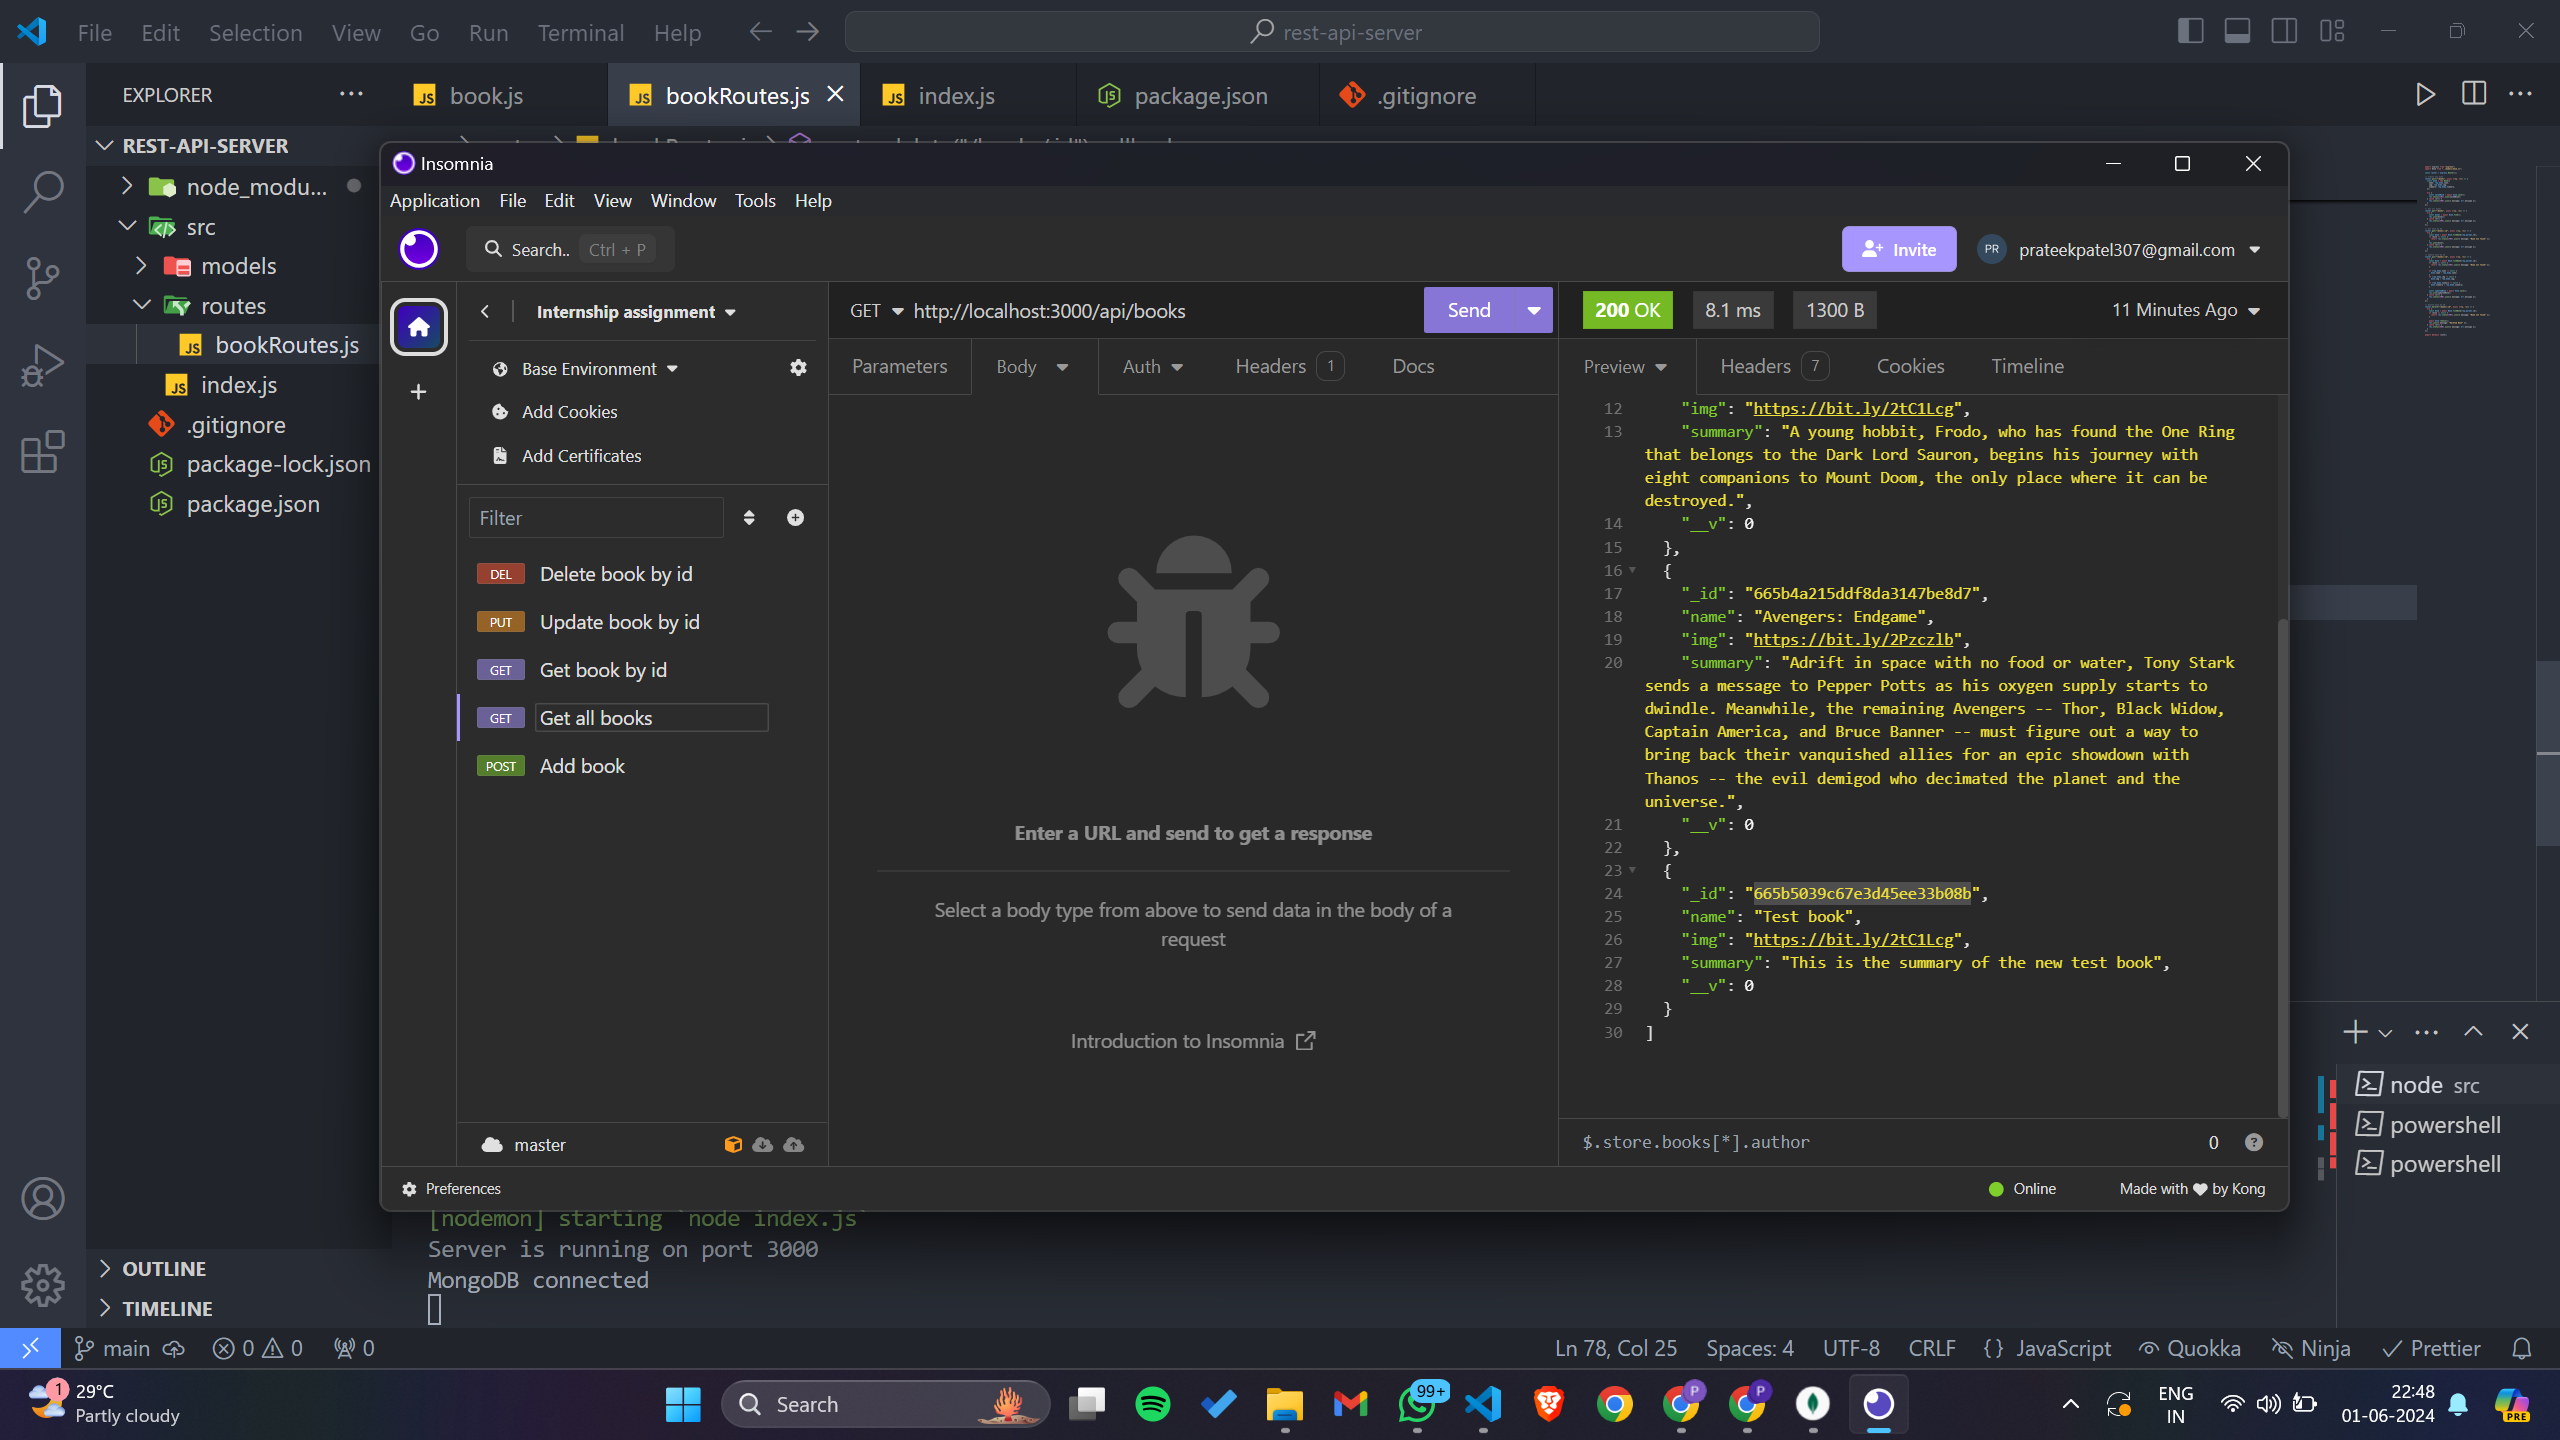 File Edit Selection View Go Run Terminal Help
rest-api-server
EXPLORER
book.js
bookRoutes.js
index.js
package.json
.gitignore
REST-API-SERVER
node_modu...
src
models
routes
bookRoutes.js
index.js
.gitignore
package-lock.json
package.json
Insomnia
Application File Edit View Window Tools Help
Search.. Ctrl + P
Invite
PR
prateekpatel307@gmail.com
Internship assignment
Base Environment
Add Cookies
Add Certificates
Filter
DEL Delete book by id
PUT Update book by id
GET Get book by id
GET Get all books
POST Add book
master
GET http://localhost:3000/api/books
Send
Parameters Body Auth Headers 1 Docs
Enter a URL and send to get a response
Select a body type from above to send data in the body of a
request
Introduction to Insomnia
200 OK 8.1 ms 1300 B 11 Minutes Ago
Preview Headers 7 Cookies Timeline
12 "img": "https://bit.ly/2tC1Lcg",
13 "summary": "A young hobbit, Frodo, who has found the One Ring
that belongs to the Dark Lord Sauron, begins his journey with
eight companions to Mount Doom, the only place where it can be
destroyed.",
14 "__v": 0
15 },
16 {
17 "_id": "665b4a215ddf8da3147be8d7",
18 "name": "Avengers: Endgame",
19 "img": "https://bit.ly/2Pzczlb",
20 "summary": "Adrift in space with no food or water, Tony Stark
sends a message to Pepper Potts as his oxygen supply starts to
dwindle. Meanwhile, the remaining Avengers -- Thor, Black Widow,
Captain America, and Bruce Banner -- must figure out a way to
bring back their vanquished allies for an epic showdown with
Thanos -- the evil demigod who decimated the planet and the
universe.",
21 "__v": 0
22 },
23 {
24 "_id": "665b5039c67e3d45ee33b08b",
25 "name": "Test book",
26 "img": "https://bit.ly/2tC1Lcg",
27 "summary": "This is the summary of the new test book",
28 "__v": 0
29 }
30 ]
$.store.books[*].author 0
Preferences
Online
Made with ❤ by Kong
node src
powershell
powershell
[nodemon] starting `node index.js`
Server is running on port 3000
MongoDB connected
OUTLINE
TIMELINE
main 0 0 0
Ln 78, Col 25 Spaces: 4 UTF-8 CRLF {} JavaScript Quokka Ninja Prettier
1
29°C
Partly cloudy
Search
99+
P
P
ENG
IN
22:48
01-06-2024
PRE